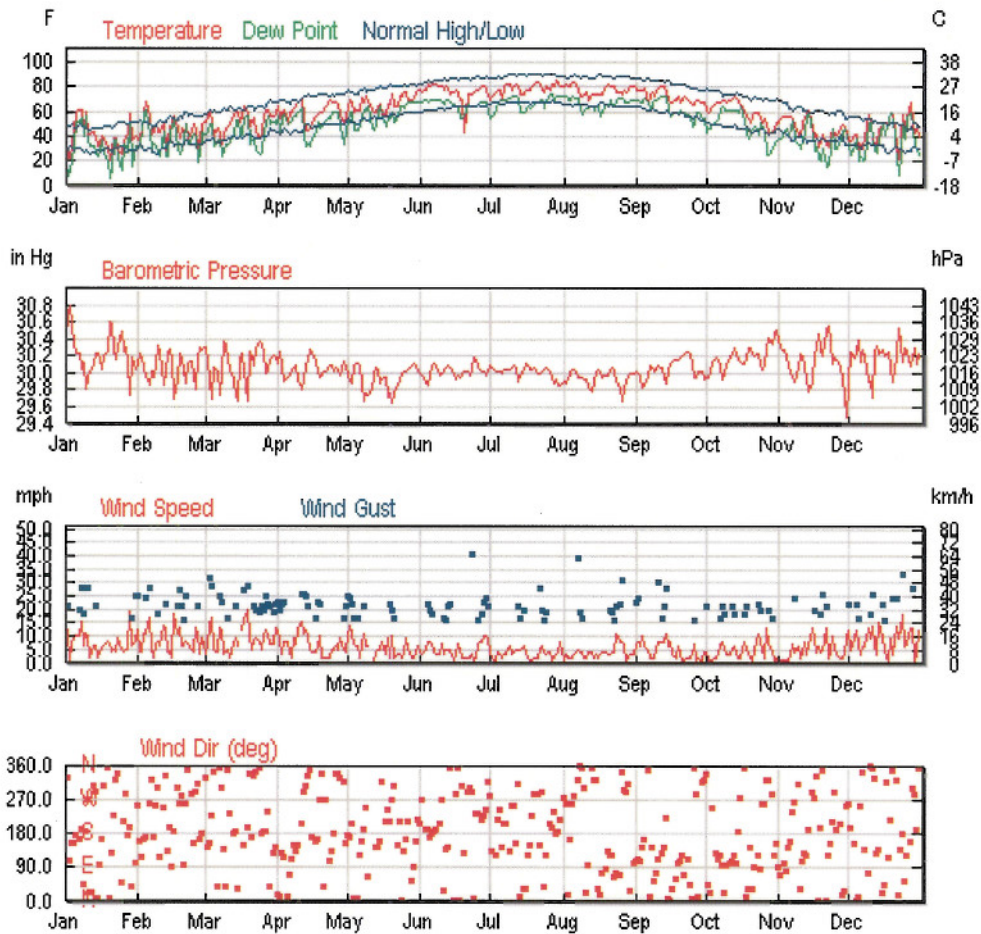 F Temperature Dew Point Normal High/Low C
100 38
80 27
60 16
40 4
20 -7
0 -18
Jan Feb Mar Apr May Jun Jul Aug Sep Oct Nov Dec
in Hg Barometric Pressure hPa
30.8 1043
30.6 1036
30.4 1029
30.2 1023
30.0 1016
29.8 1009
29.6 1002
29.4 996
Jan Feb Mar Apr May Jun Jul Aug Sep Oct Nov Dec
mph Wind Speed Wind Gust km/h
50.0 80
45.0 72
40.0 64
35.0 56
30.0 48
25.0 40
20.0 32
15.0 24
10.0 16
5.0 8
0.0 0
Jan Feb Mar Apr May Jun Jul Aug Sep Oct Nov Dec
Wind Dir (deg)
360.0 N
270.0
180.0 S
90.0 E
0.0
Jan Feb Mar Apr May Jun Jul Aug Sep Oct Nov Dec